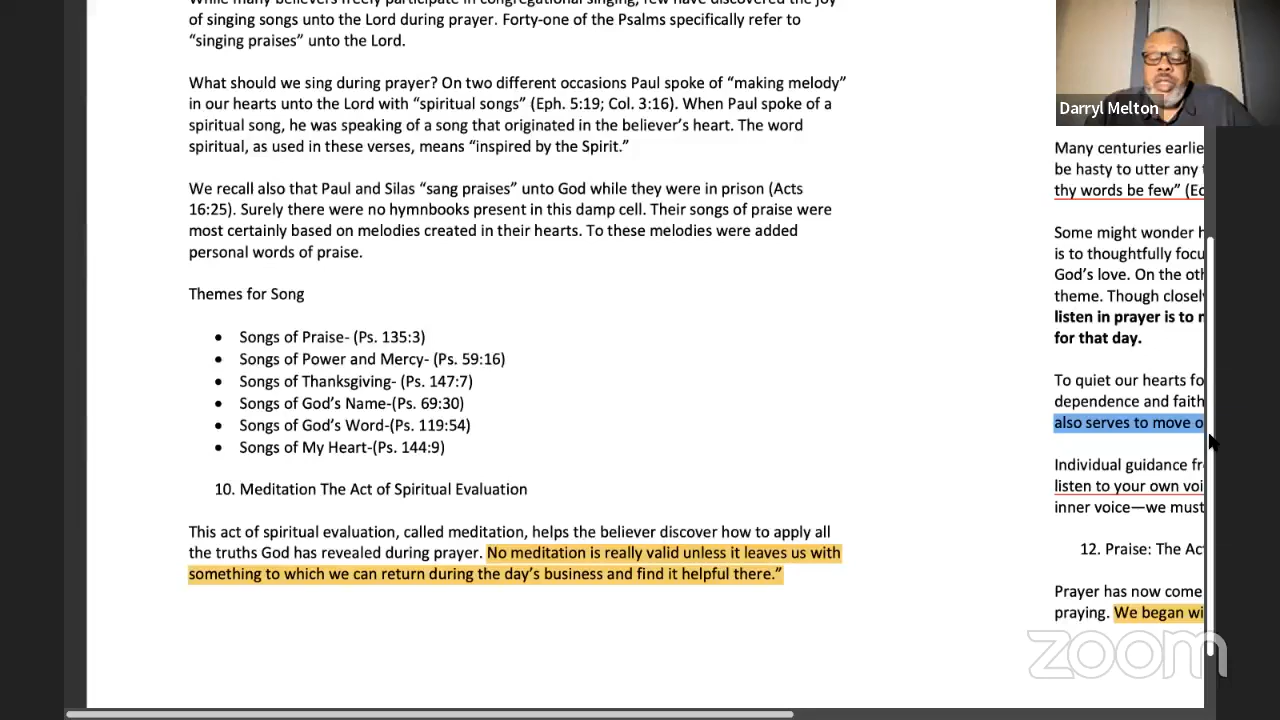 of singing songs unto the Lord during prayer. Forty-one of the Psalms specifically refer to
“singing praises” unto the Lord.
What should we sing during prayer? On two different occasions Paul spoke of “making melody”
in our hearts unto the Lord with “spiritual songs” (Eph. 5:19; Col. 3:16). When Paul spoke of a
spiritual song, he was speaking of a song that originated in the believer’s heart. The word
spiritual, as used in these verses, means “inspired by the Spirit.”
We recall also that Paul and Silas “sang praises” unto God while they were in prison (Acts
16:25). Surely there were no hymnbooks present in this damp cell. Their songs of praise were
most certainly based on melodies created in their hearts. To these melodies were added
personal words of praise.
Themes for Song
• Songs of Praise- (Ps. 135:3)
• Songs of Power and Mercy- (Ps. 59:16)
• Songs of Thanksgiving- (Ps. 147:7)
• Songs of God’s Name-(Ps. 69:30)
• Songs of God’s Word-(Ps. 119:54)
• Songs of My Heart-(Ps. 144:9)
10. Meditation The Act of Spiritual Evaluation
This act of spiritual evaluation, called meditation, helps the believer discover how to apply all
the truths God has revealed during prayer. No meditation is really valid unless it leaves us with
something to which we can return during the day’s business and find it helpful there.”
Darryl Melton
Many centuries earlie
be hasty to utter any
thy words be few” (Ec
Some might wonder h
is to thoughtfully focu
God’s love. On the oth
theme. Though closel
listen in prayer is to
for that day.
To quiet our hearts fo
dependence and faith
also serves to move o
Individual guidance fr
listen to your own voi
inner voice—we must
12. Praise: The Ac
Prayer has now come
praying. We began wi
zoom